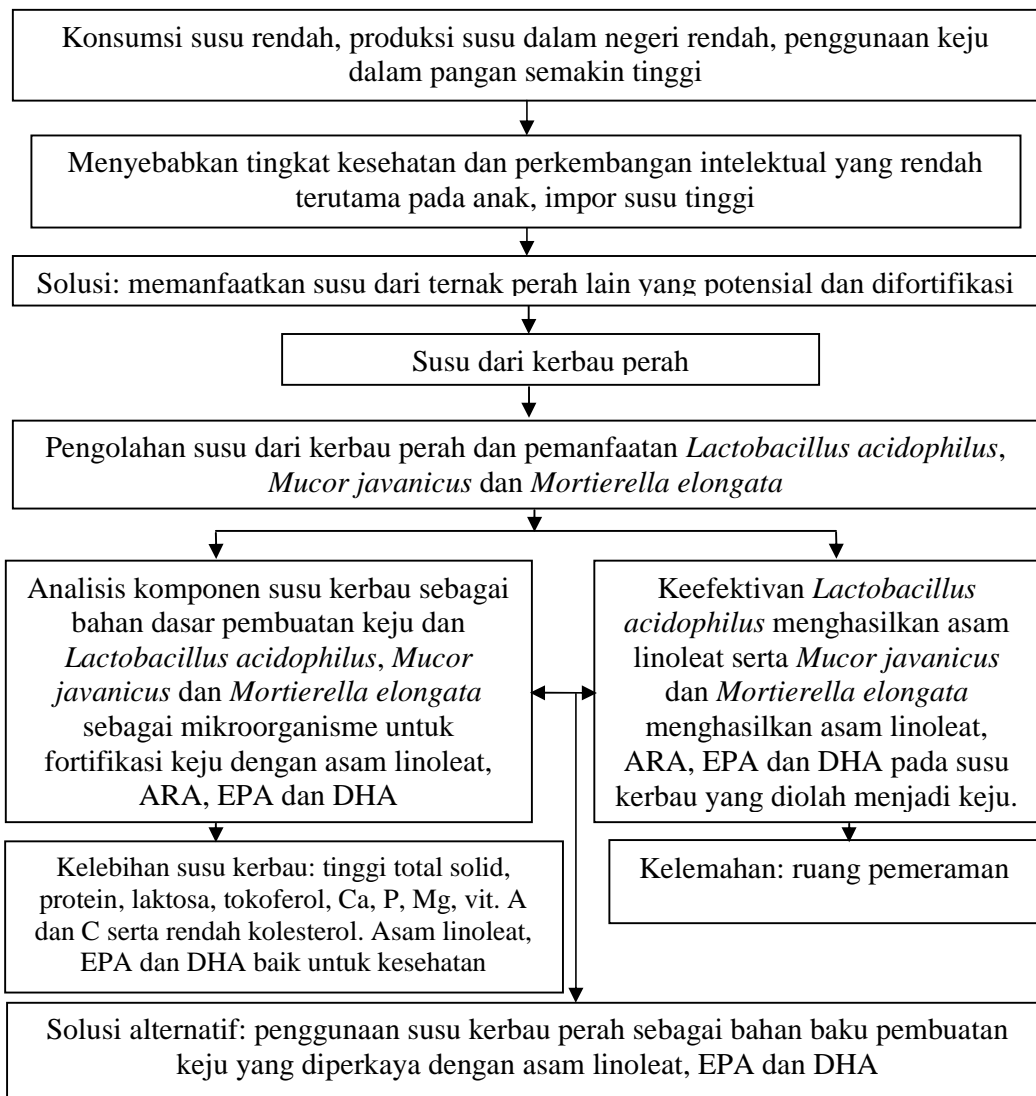 Konsumsi susu rendah, produksi susu dalam negeri rendah, penggunaan keju
dalam pangan semakin tinggi
Menyebabkan tingkat kesehatan dan perkembangan intelektual yang rendah
terutama pada anak, impor susu tinggi
Solusi: memanfaatkan susu dari ternak perah lain yang potensial dan difortifikasi
Susu dari kerbau perah
Pengolahan susu dari kerbau perah dan pemanfaatan Lactobacillus acidophilus,
Mucor javanicus dan Mortierella elongata
Analisis komponen susu kerbau sebagai
bahan dasar pembuatan keju dan
Lactobacillus acidophilus, Mucor
javanicus dan Mortierella elongata
sebagai mikroorganisme untuk
fortifikasi keju dengan asam linoleat,
ARA, EPA dan DHA
Keefektivan Lactobacillus
acidophilus menghasilkan asam
linoleat serta Mucor javanicus
dan Mortierella elongata
menghasilkan asam linoleat,
ARA, EPA dan DHA pada susu
kerbau yang diolah menjadi keju.
Kelebihan susu kerbau: tinggi total solid,
protein, laktosa, tokoferol, Ca, P, Mg, vit. A
dan C serta rendah kolesterol. Asam linoleat,
EPA dan DHA baik untuk kesehatan
Kelemahan: ruang pemeraman
Solusi alternatif: penggunaan susu kerbau perah sebagai bahan baku pembuatan
keju yang diperkaya dengan asam linoleat, EPA dan DHA